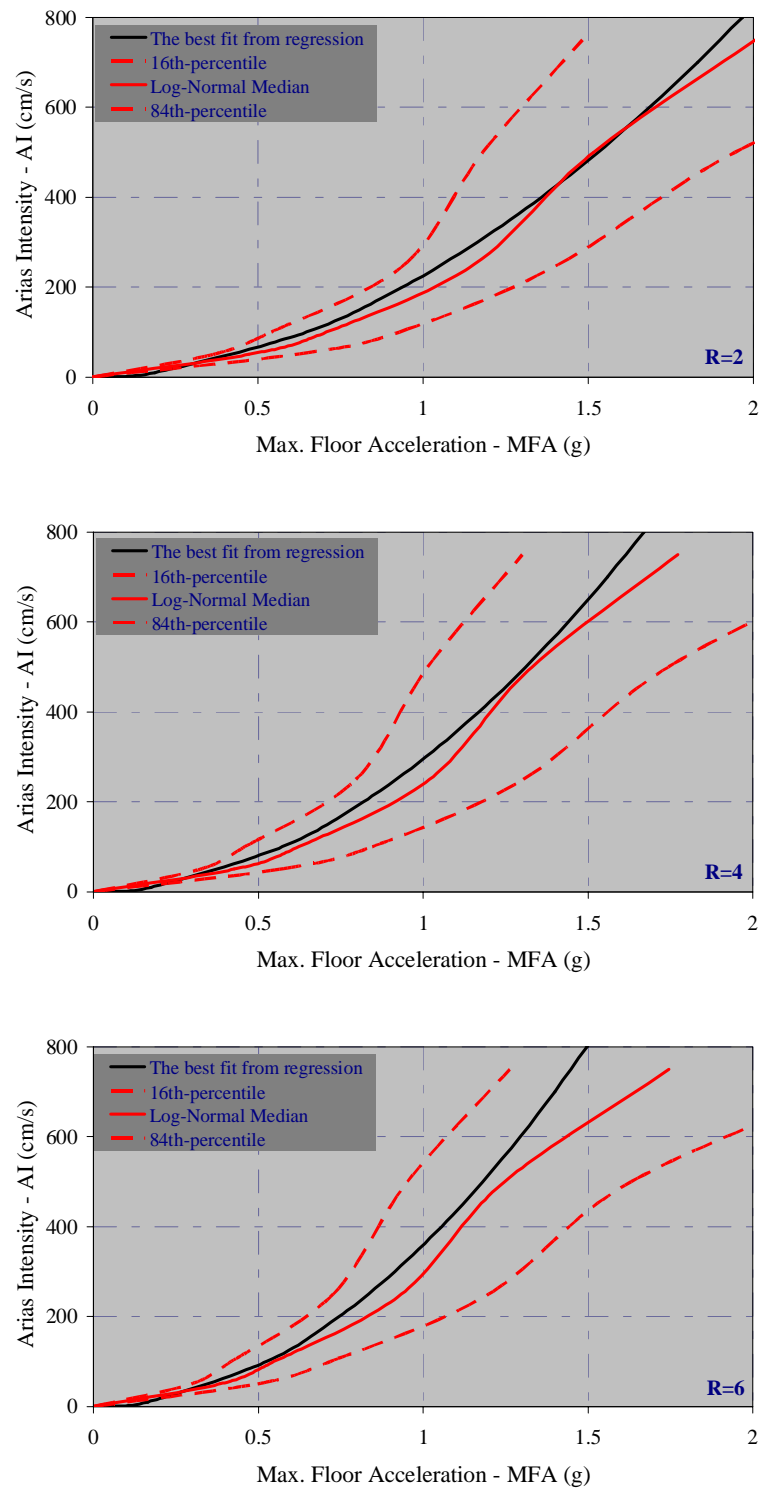 800
600
400
200
0
Arias Intensity - AI (cm/s)
The best fit from regression
16th-percentile
Log-Normal Median
84th-percentile
R=2
0 0.5 1 1.5 2
Max. Floor Acceleration - MFA (g)
800
600
400
200
0
Arias Intensity - AI (cm/s)
The best fit from regression
16th-percentile
Log-Normal Median
84th-percentile
R=4
0 0.5 1 1.5 2
Max. Floor Acceleration - MFA (g)
800
600
400
200
0
Arias Intensity - AI (cm/s)
The best fit from regression
16th-percentile
Log-Normal Median
84th-percentile
R=6
0 0.5 1 1.5 2
Max. Floor Acceleration - MFA (g)